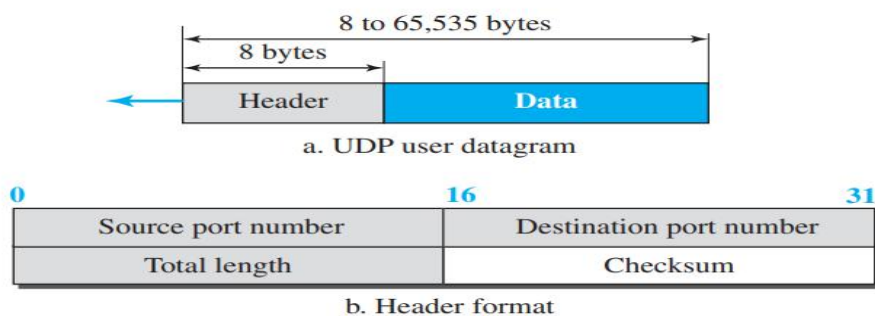 8 to 65,535 bytes
8 bytes
Header Data
a. UDP user datagram
0 16 31
Source port number Destination port number
Total length Checksum
b. Header format